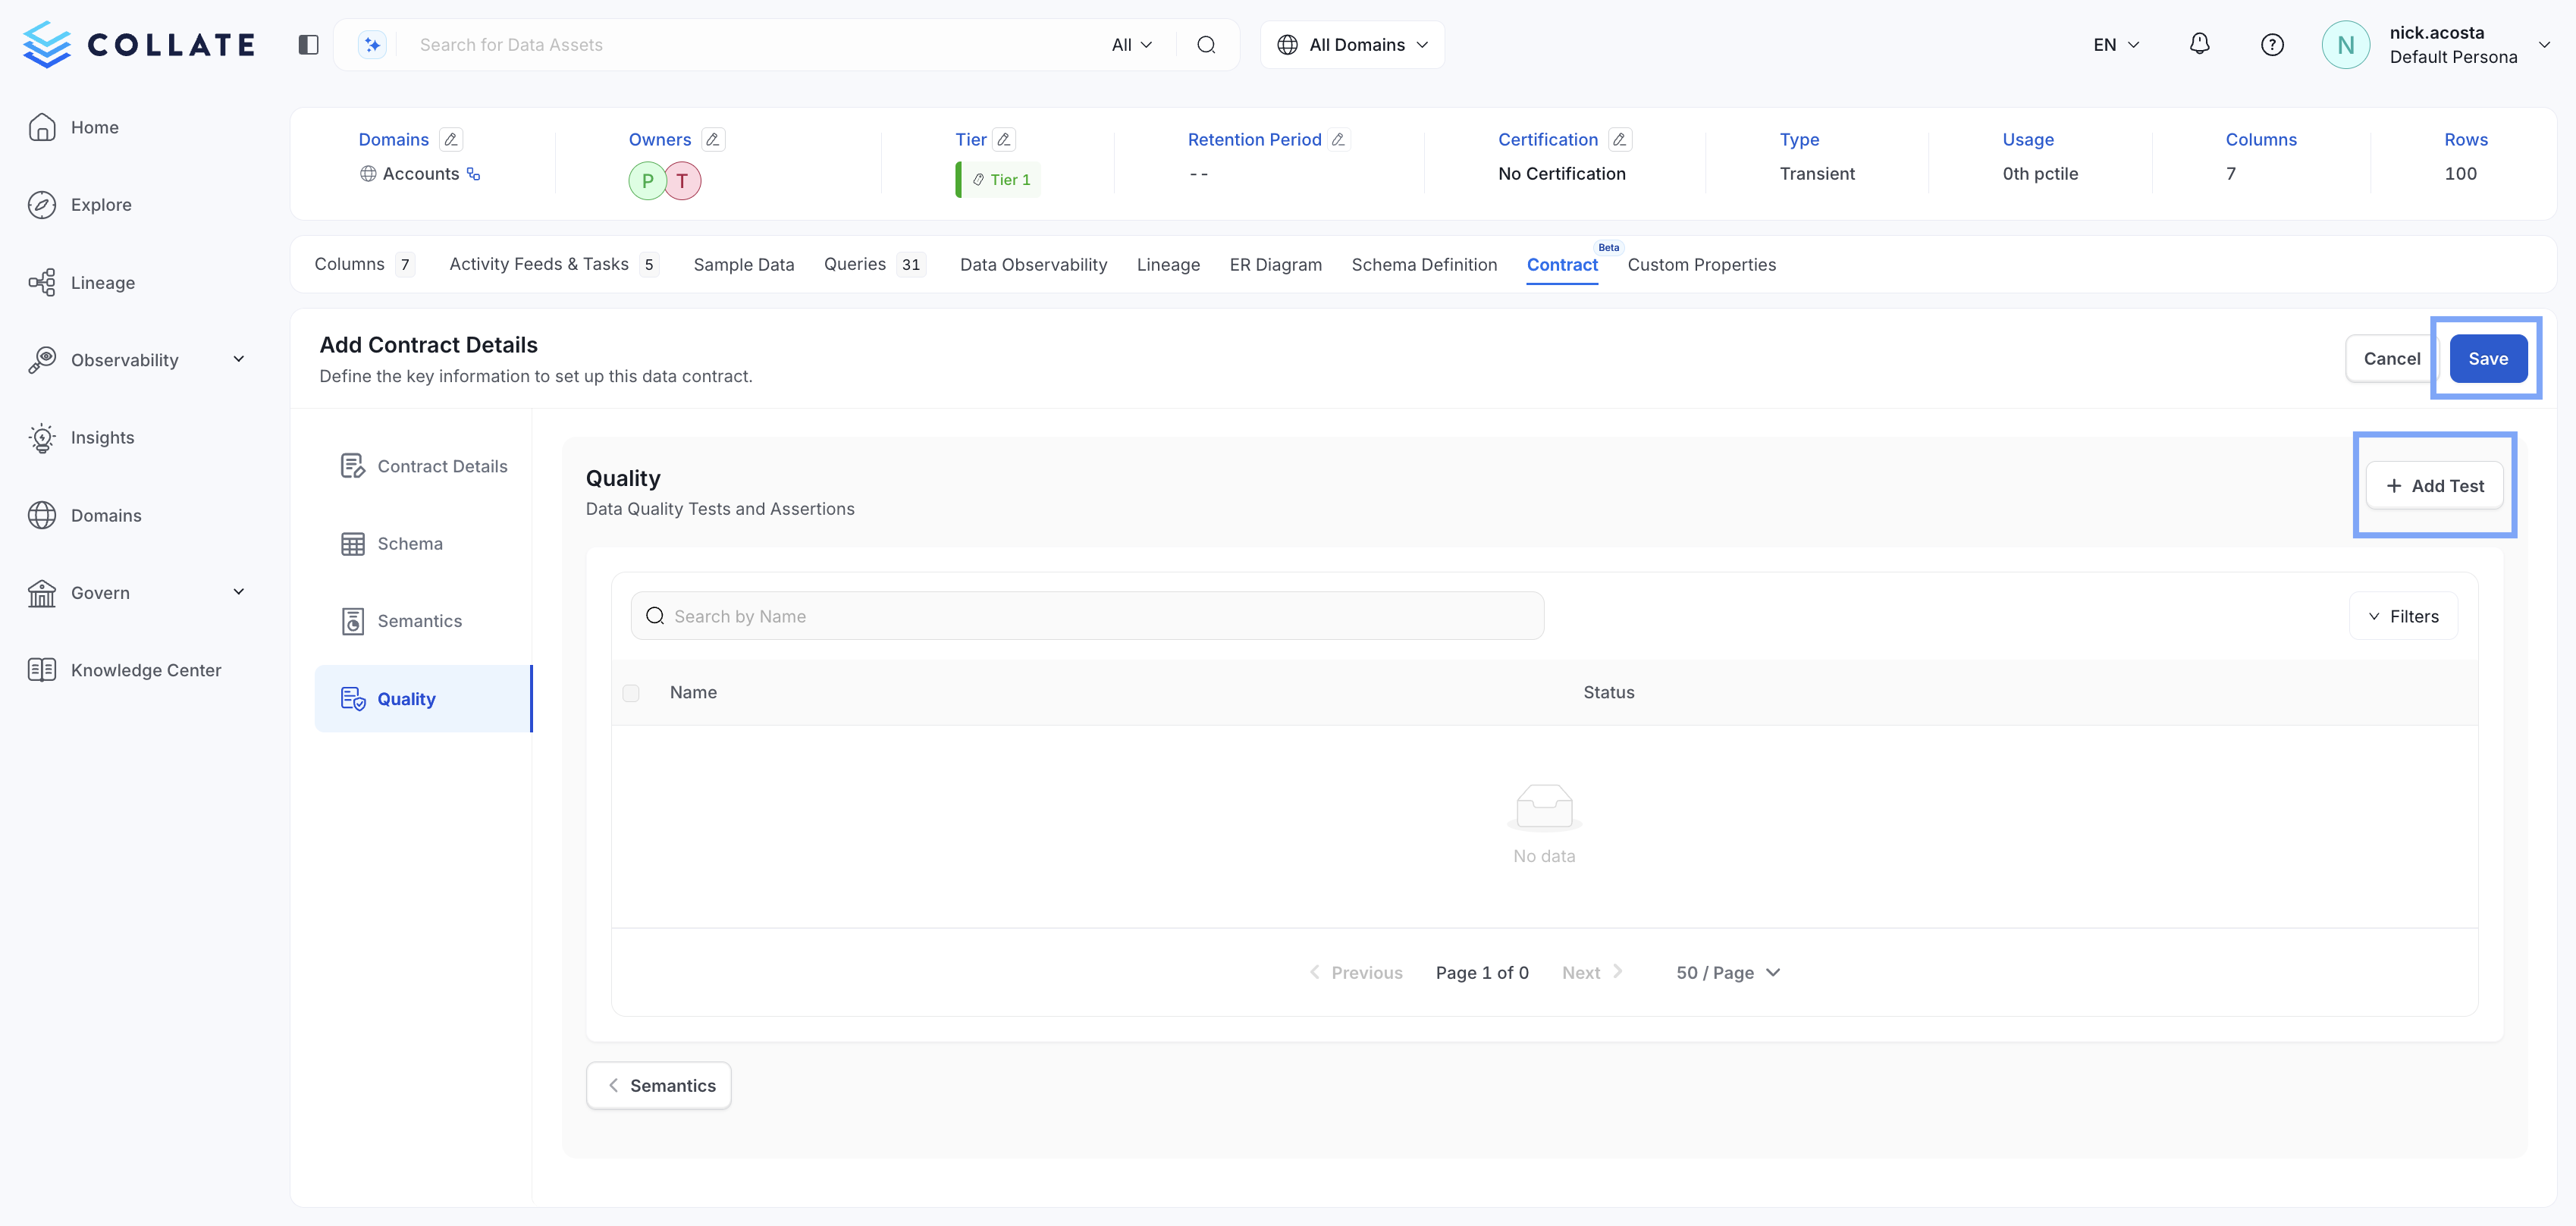 COLLATE
Search for Data Assets
All
All Domains
EN
N
nick.acosta
Default Persona
Home
Explore
Lineage
Observability
Insights
Domains
Govern
Knowledge Center
Domains
Accounts
Owners
P T
Tier
Tier 1
Retention Period
--
Certification
No Certification
Type
Transient
Usage
0th pctile
Columns
7
Rows
100
Columns 7
Activity Feeds & Tasks 5
Sample Data
Queries 31
Data Observability
Lineage
ER Diagram
Schema Definition
Contract
Beta
Custom Properties
Add Contract Details
Define the key information to set up this data contract.
Cancel
Save
Contract Details
Schema
Semantics
Quality
Quality
Data Quality Tests and Assertions
+ Add Test
Search by Name
Filters
Name
Status
No data
Previous
Page 1 of 0
Next
50 / Page
Semantics